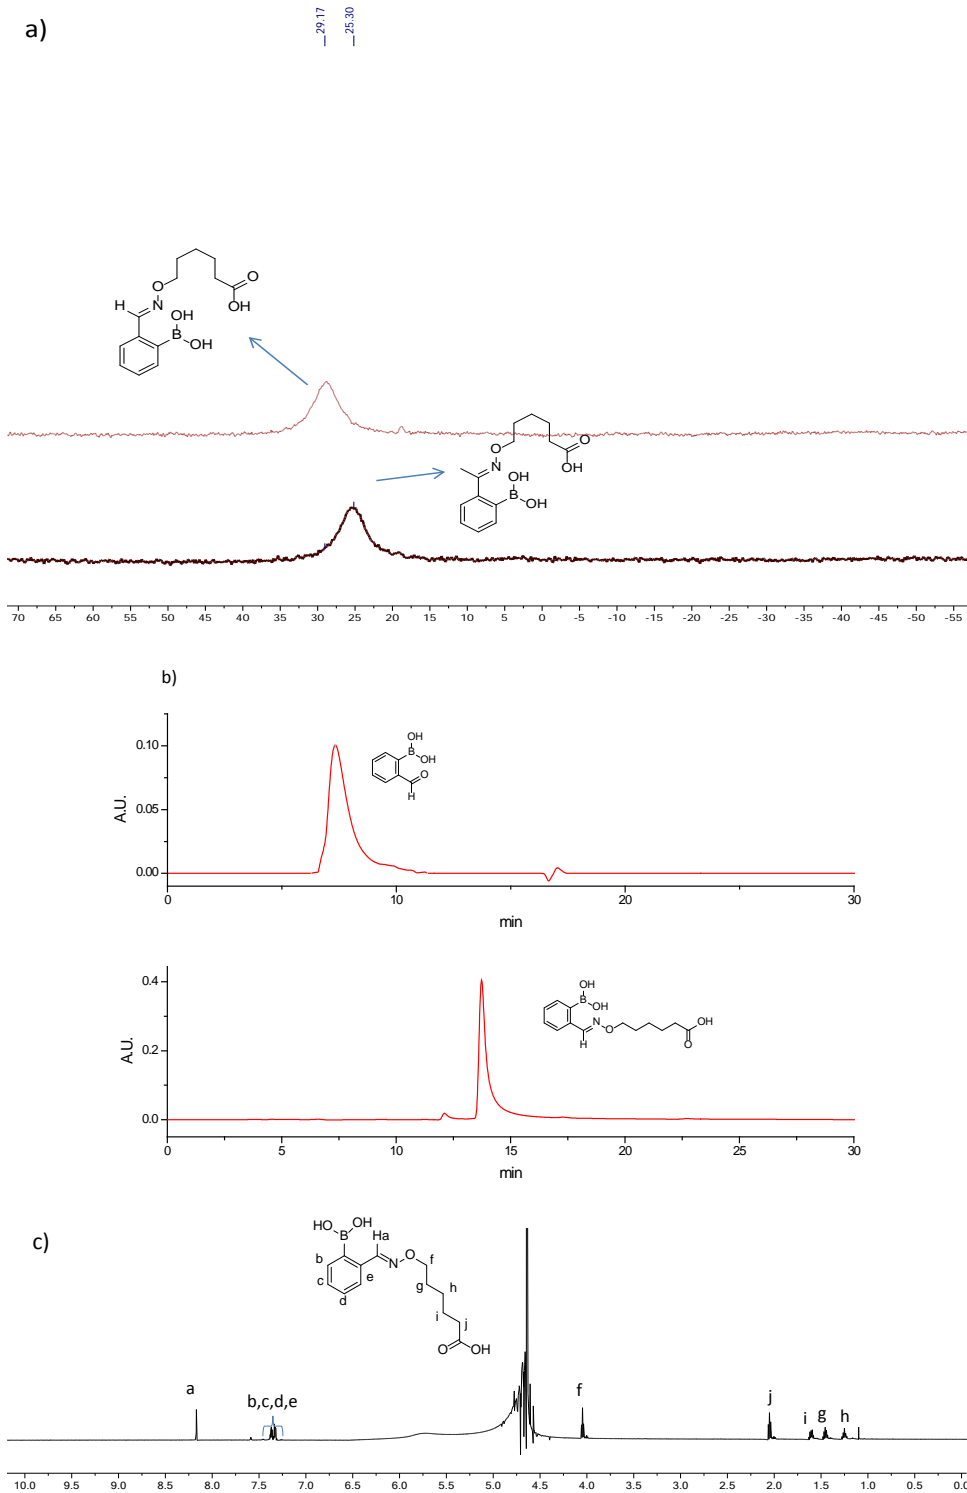 a)
29.17
25.30
O
O
N
OH
H
OH
B
OH
O
O
N
OH
OH
B
OH
70 65 60 55 50 45 40 35 30 25 20 15 10 5 0 -5 -10 -15 -20 -25 -30 -35 -40 -45 -50 -55
b)
0.10
0.05
0.00
A.U.
OH
B
OH
O
H
0 10 20 30
min
0.4
0.2
0.0
A.U.
OH
B
OH
N
O
H
OH
O
0 5 10 15 20 25 30
min
c)
HO OH
B
Ha
b
c
d
e
N
O
f
g
h
i
j
O
OH
a
b,c,d,e
f
j
i
g
h
10.0 9.5 9.0 8.5 8.0 7.5 7.0 6.5 6.0 5.5 5.0 4.5 4.0 3.5 3.0 2.5 2.0 1.5 1.0 0.5 0.0